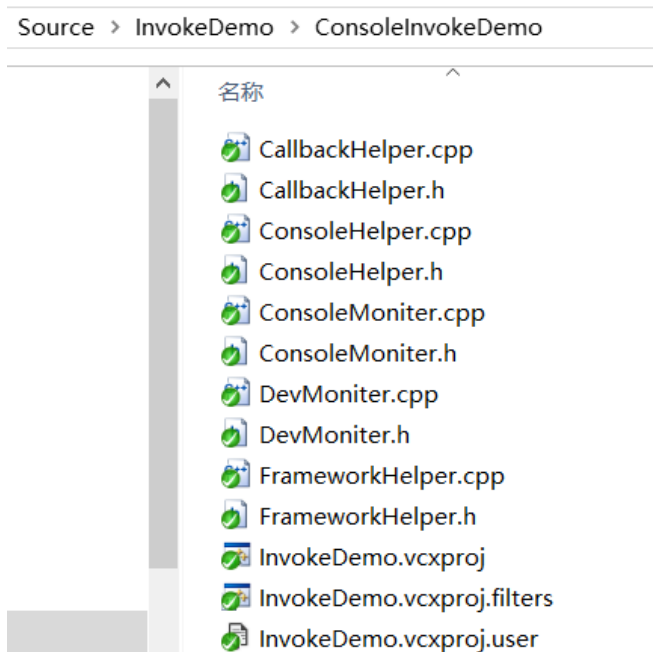 Source > InvokeDemo > ConsoleInvokeDemo
名称
CallbackHelper.cpp
CallbackHelper.h
ConsoleHelper.cpp
ConsoleHelper.h
ConsoleMoniter.cpp
ConsoleMoniter.h
DevMoniter.cpp
DevMoniter.h
FrameworkHelper.cpp
FrameworkHelper.h
InvokeDemo.vcxproj
InvokeDemo.vcxproj.filters
InvokeDemo.vcxproj.user